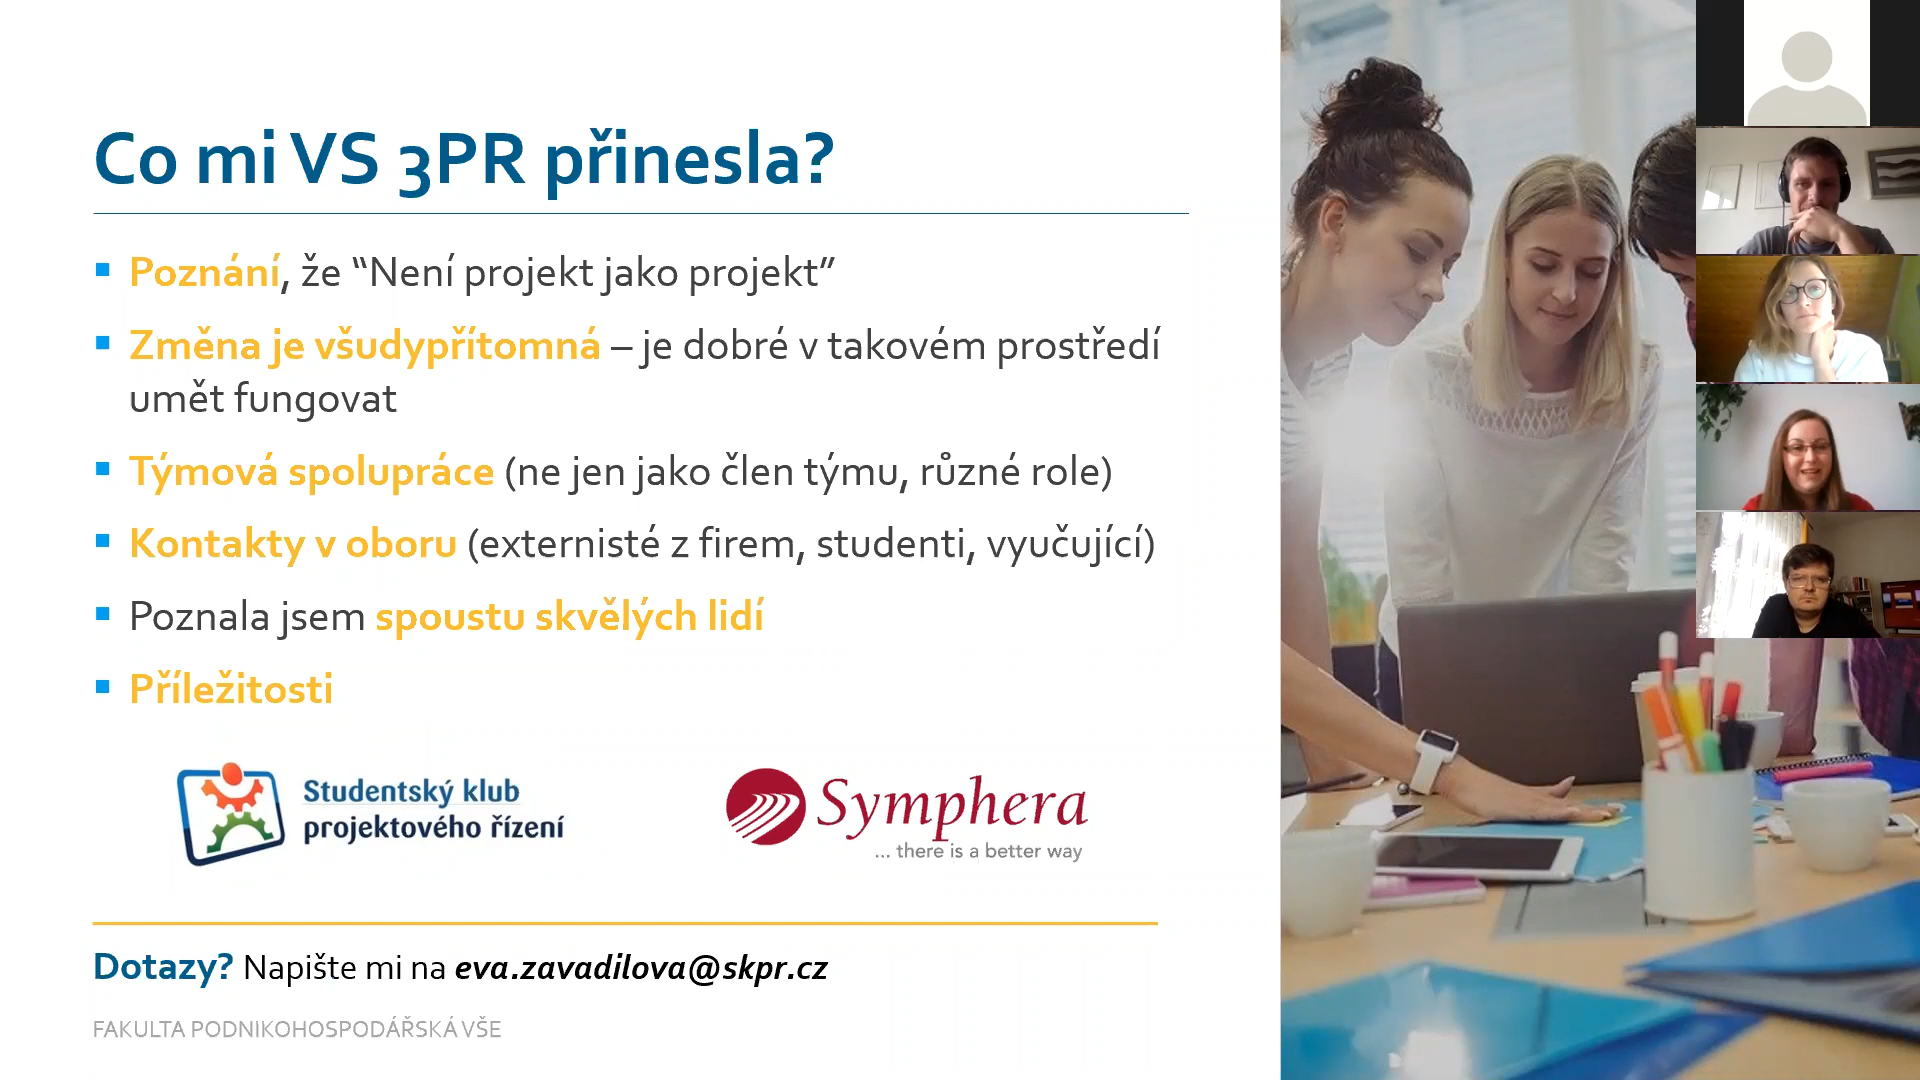 Co mi VS 3PR přinesla?
Poznání, že “Není projekt jako projekt”
Změna je všudypřítomná – je dobré v takovém prostředí
umět fungovat
Týmová spolupráce (ne jen jako člen týmu, různé role)
Kontakty v oboru (externisté z firem, studenti, vyučující)
Poznala jsem spoustu skvělých lidí
Příležitosti
Studentský klub
projektového řízení
Symphera
... there is a better way
Dotazy? Napište mi na eva.zavadilova@skpr.cz
FAKULTA PODNIKOHOSPODÁŘSKÁ VŠE